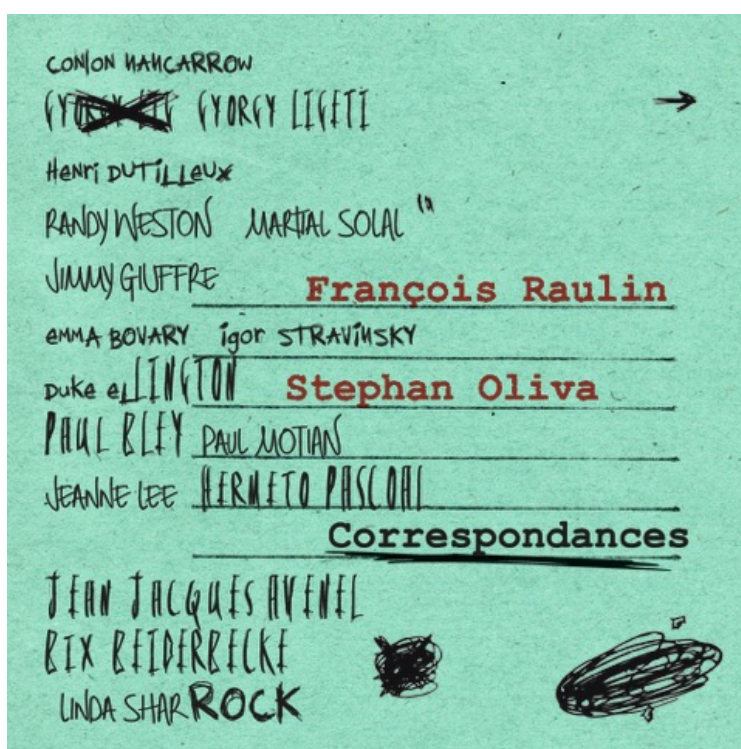 CONLON NANCARROW
GYORGY LIGETI
Henri DUTILLEUX
RANDY WESTON MARTIAL SOLAL
JIMMY GIUFFRE
François Raulin
EMMA BOVARY igor STRAVINSKY
Duke eLLINGTON Stephan Oliva
PAUL BLEY PAUL MOTIAN
JEANNE LEE HERMETO PASCOAL
Correspondances
JEAN JACQUES AVENEL
BIX BEIDERBECKE
LINDA SHARROCK